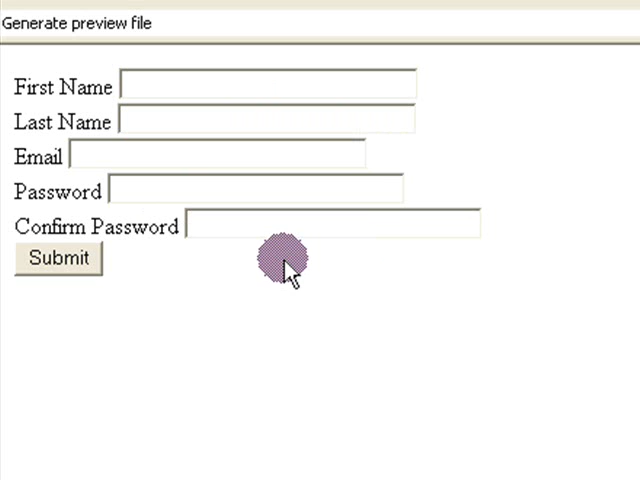 Generate preview file
First Name
Last Name
Email
Password
Confirm Password
Submit